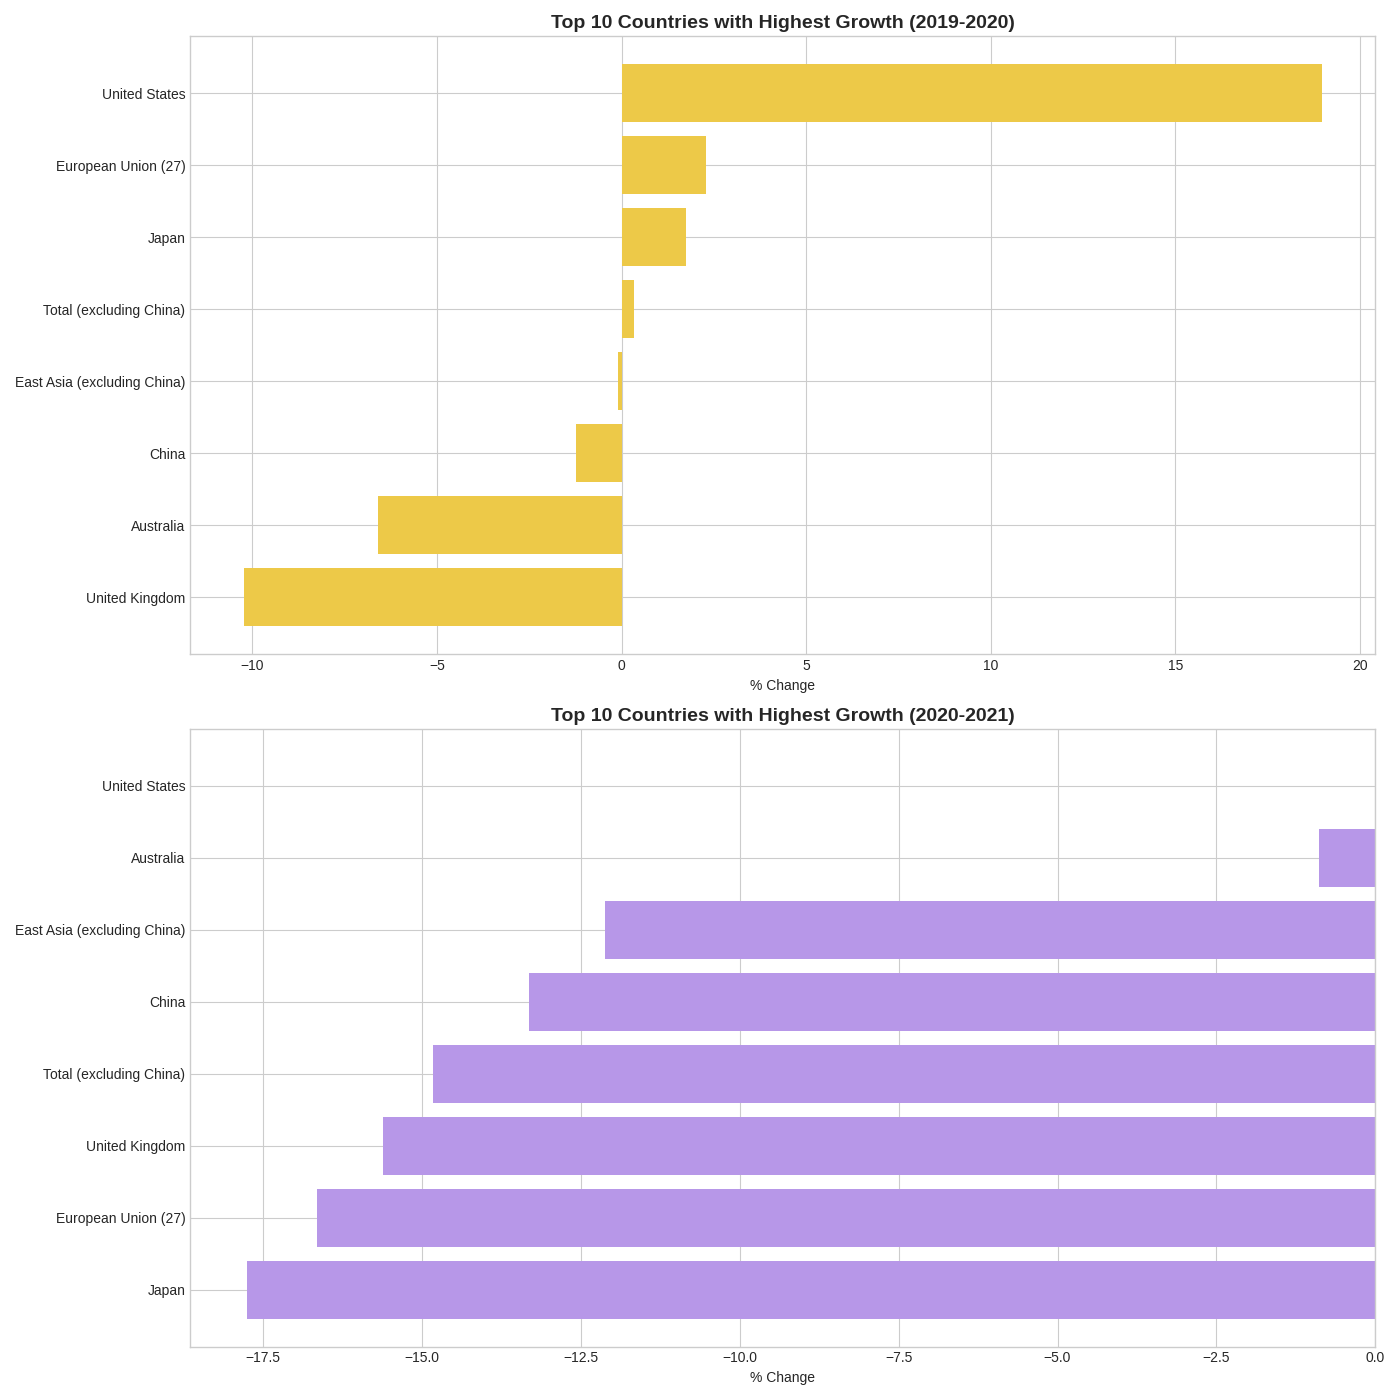 Top 10 Countries with Highest Growth (2019-2020)
United States
European Union (27)
Japan
Total (excluding China)
East Asia (excluding China)
China
Australia
United Kingdom
−10 −5 0 5 10 15 20
% Change
Top 10 Countries with Highest Growth (2020-2021)
United States
Australia
East Asia (excluding China)
China
Total (excluding China)
United Kingdom
European Union (27)
Japan
−17.5 −15.0 −12.5 −10.0 −7.5 −5.0 −2.5 0.0
% Change